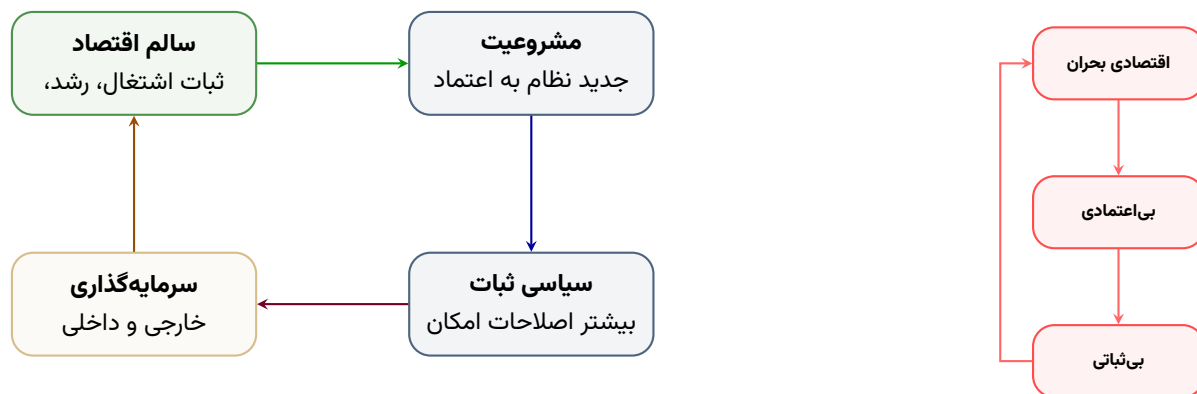 سالم اقتصاد
ثبات اشتغال، رشد،
مشروعیت
جدید نظام به اعتماد
سیاسی ثبات
بیشتر اصلاحات امکان
سرمایه‌گذاری
خارجی و داخلی
اقتصادی بحران
بی‌اعتمادی
بی‌ثباتی